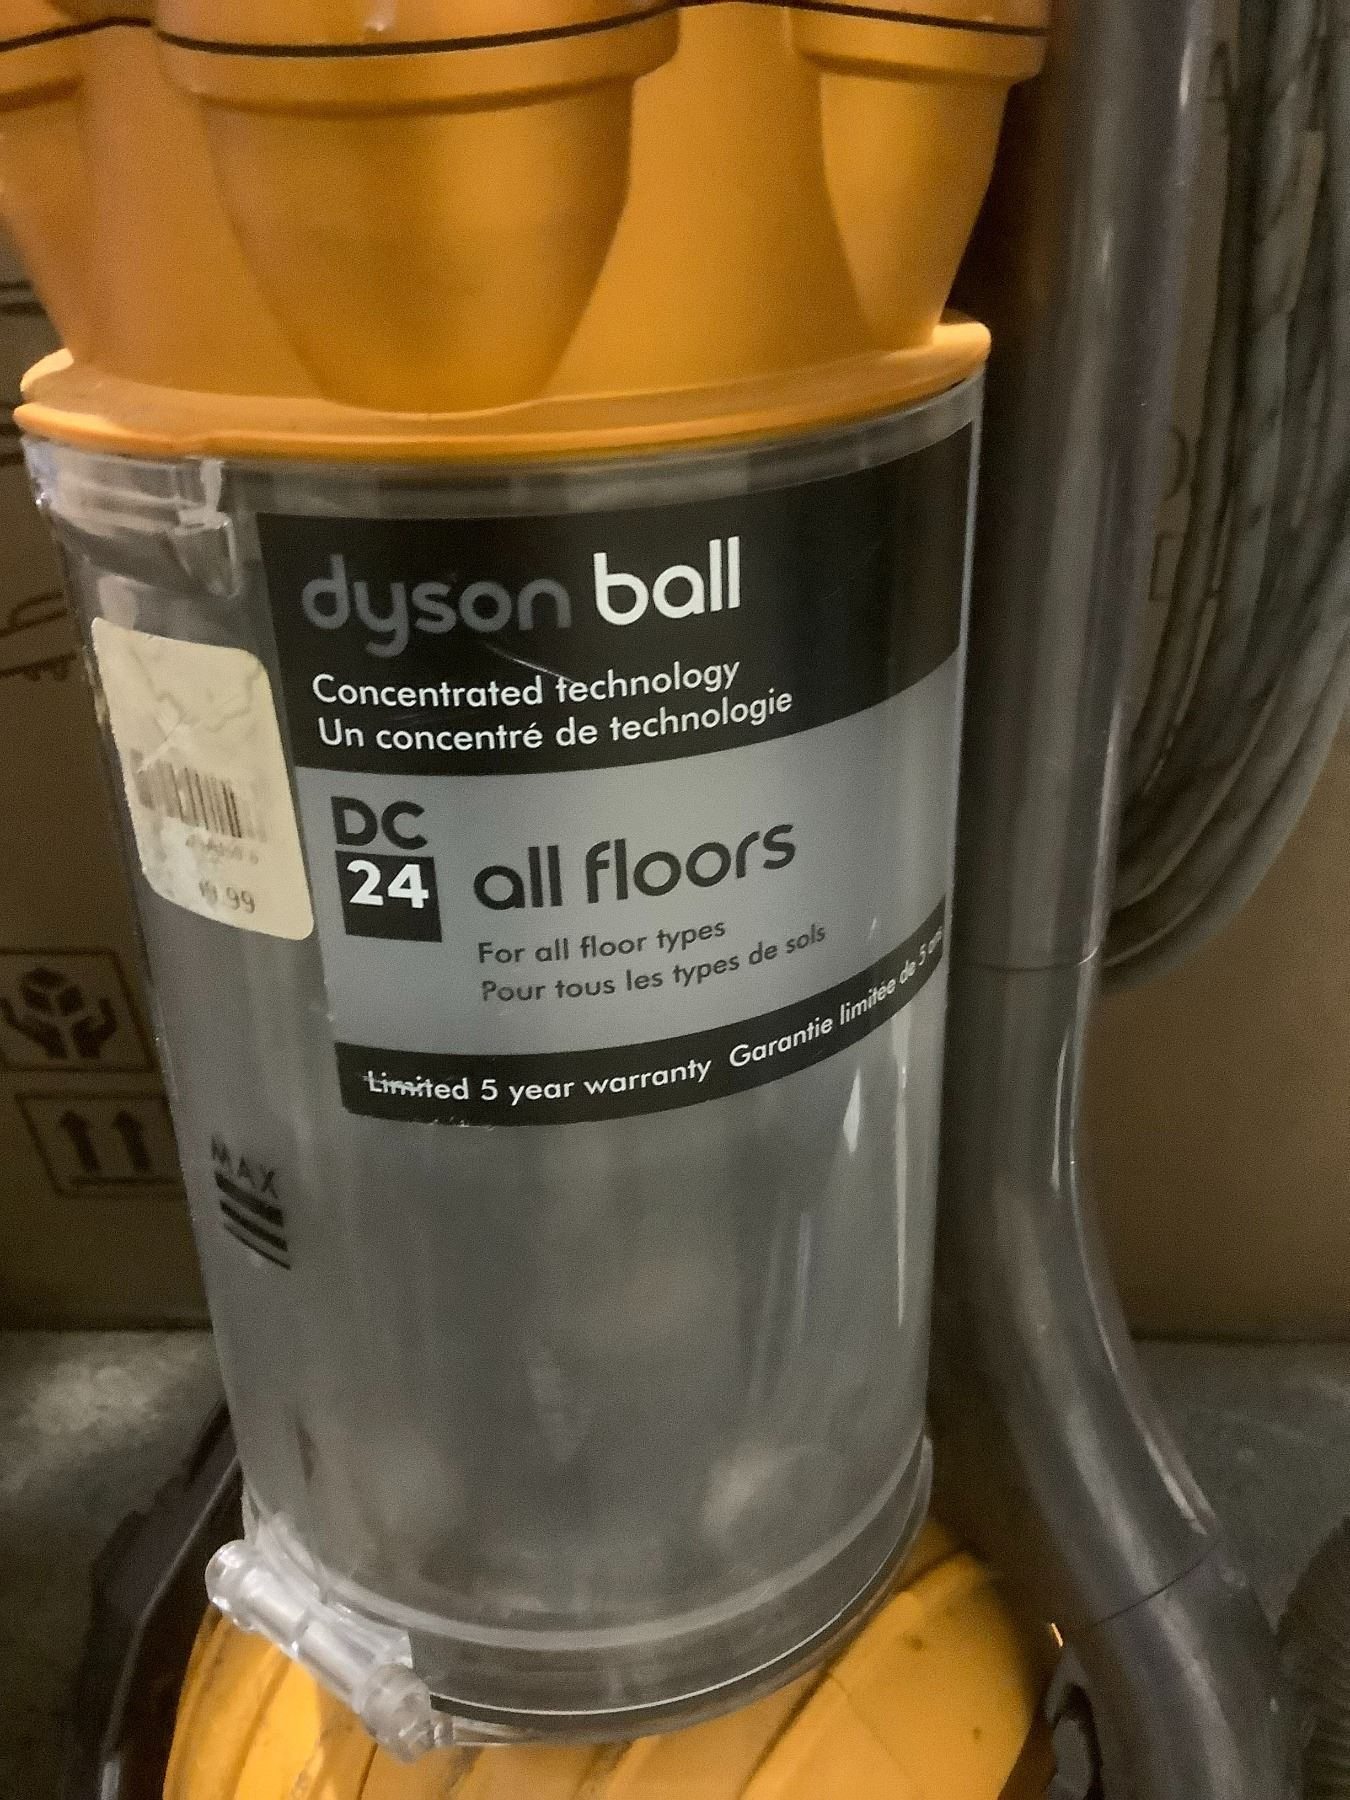 dyson ball
Concentrated technology
Un concentré de technologie
DC
24
all floors
For all floor types
Pour tous les types de sols
Limited 5 year warranty Garantie limitée de 5 ans
.99
MAX